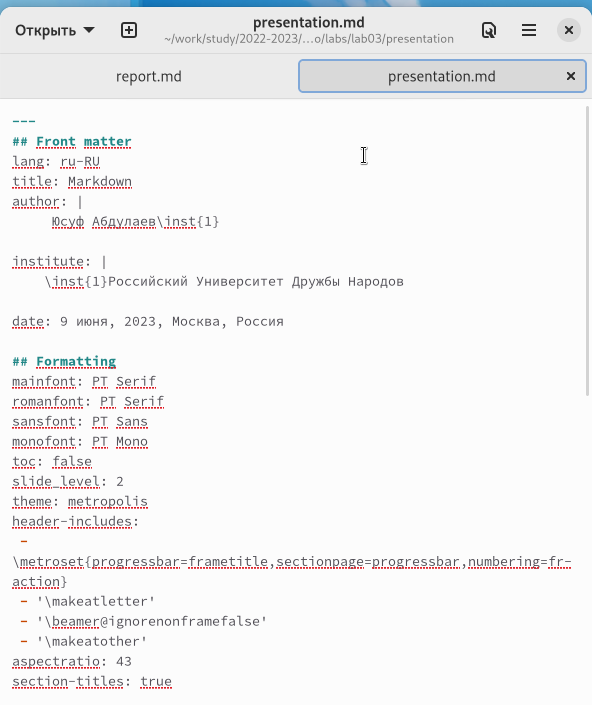 Открыть
presentation.md
~/work/study/2022-2023/…o/labs/lab03/presentation
report.md
presentation.md
---
## Front matter
lang: ru-RU
title: Markdown
author: |
Юсуф Абдулаев\inst{1}
institute: |
\inst{1}Российский Университет Дружбы Народов
date: 9 июня, 2023, Москва, Россия
## Formatting
mainfont: PT Serif
romanfont: PT Serif
sansfont: PT Sans
monofont: PT Mono
toc: false
slide_level: 2
theme: metropolis
header-includes:
-
\metroset{progressbar=frametitle,sectionpage=progressbar,numbering=fr-
action}
- '\makeatletter'
- '\beamer@ignorenonframefalse'
- '\makeatother'
aspectratio: 43
section-titles: true